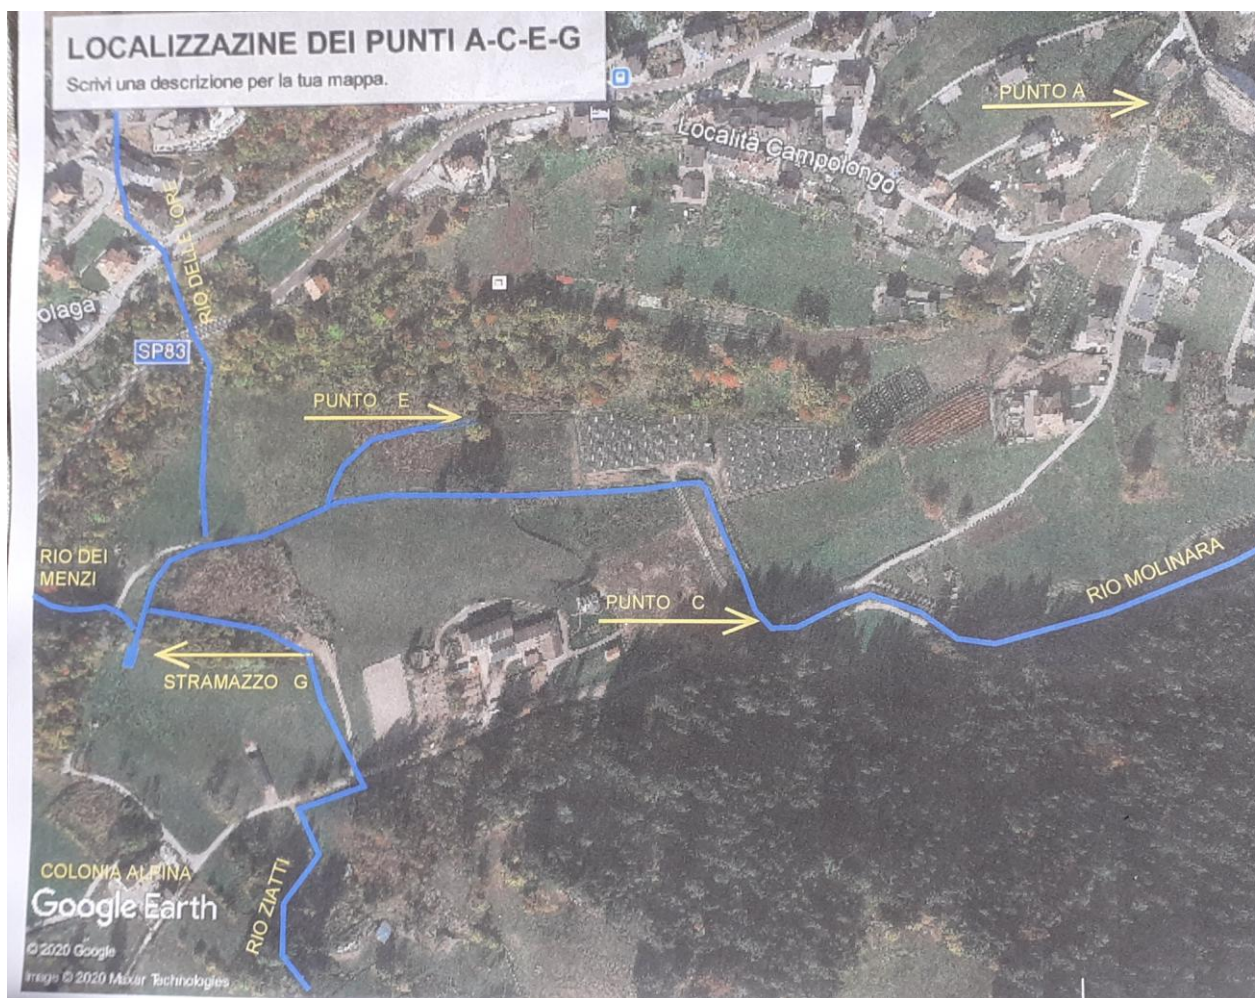 LOCALIZZAZINE DEI PUNTI A-C-E-G
Scrivi una descrizione per la tua mappa.
PUNTO A
Località Campolongo
RIO DELLE LORE
olaga
SP83
PUNTO E
RIO DEI
MENZI
RIO MOLINARA
PUNTO C
STRAMAZZO G
COLONIA ALPINA
RIO ZIATTI
Google Earth
© 2020 Google
Image © 2020 Maxar Technologies